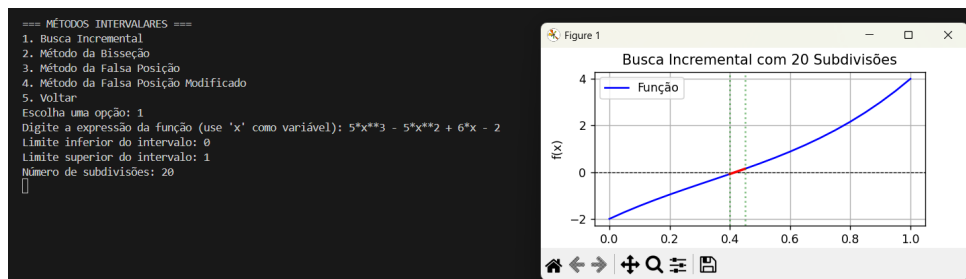 === MÉTODOS INTERVALARES ===
1. Busca Incremental
2. Método da Bisseção
3. Método da Falsa Posição
4. Método da Falsa Posição Modificado
5. Voltar
Escolha uma opção: 1
Digite a expressão da função (use 'x' como variável): 5*x**3 - 5*x**2 + 6*x - 2
Limite inferior do intervalo: 0
Limite superior do intervalo: 1
Número de subdivisões: 20
Figure 1
Busca Incremental com 20 Subdivisões
Função
f(x)
4
2
0
−2
0.0 0.2 0.4 0.6 0.8 1.0